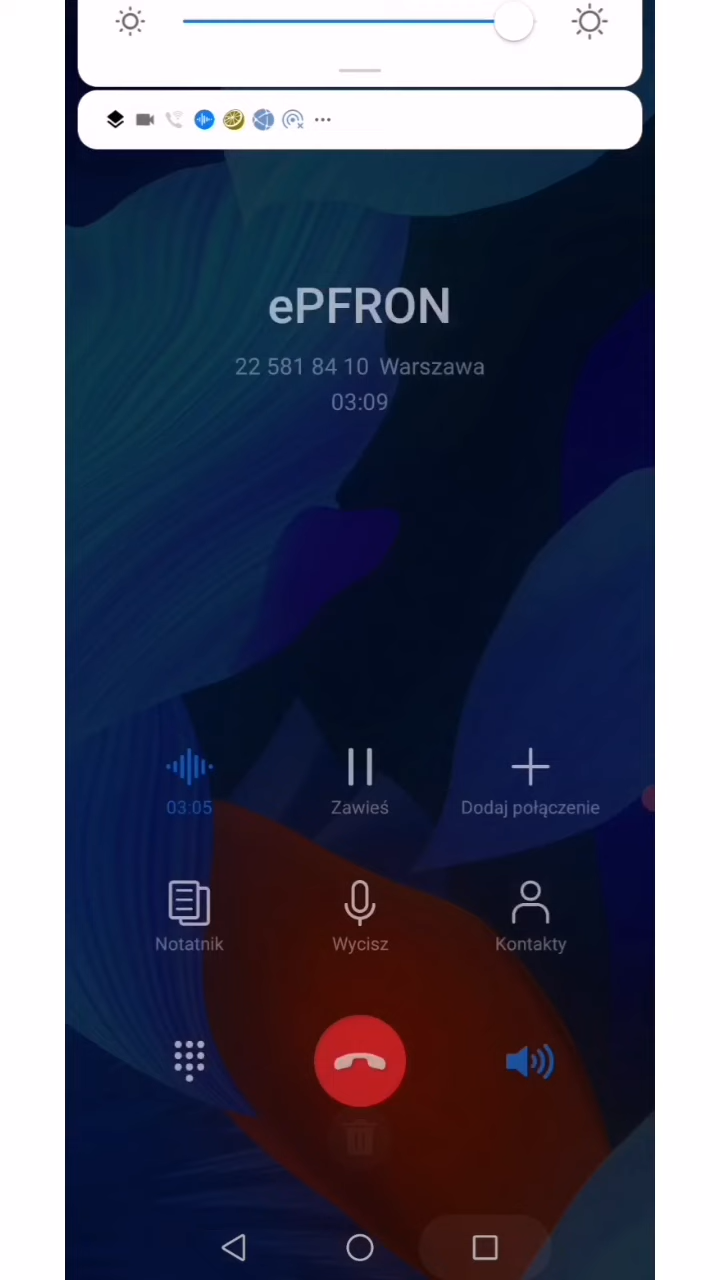 ePFRON
22 581 84 10 Warszawa
03:09
03:05 Zawieś Dodaj połączenie
Notatnik Wycisz Kontakty